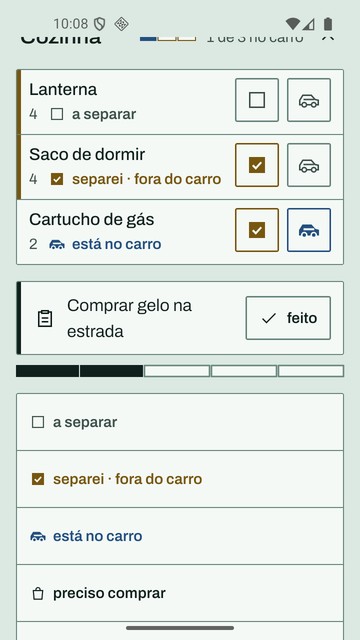 10:08
Cozinha
1 de 3 no carro
Lanterna
4 a separar
Saco de dormir
4 separei · fora do carro
Cartucho de gás
2 está no carro
Comprar gelo na
estrada
feito
a separar
separei · fora do carro
está no carro
preciso comprar